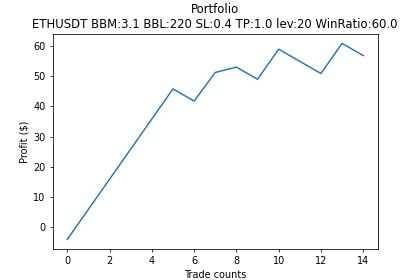 Portfolio
ETHUSDT BBM:3.1 BBL:220 SL:0.4 TP:1.0 lev:20 WinRatio:60.0
60
50
40
30
20
10
0
Profit ($)
0 2 4 6 8 10 12 14
Trade counts